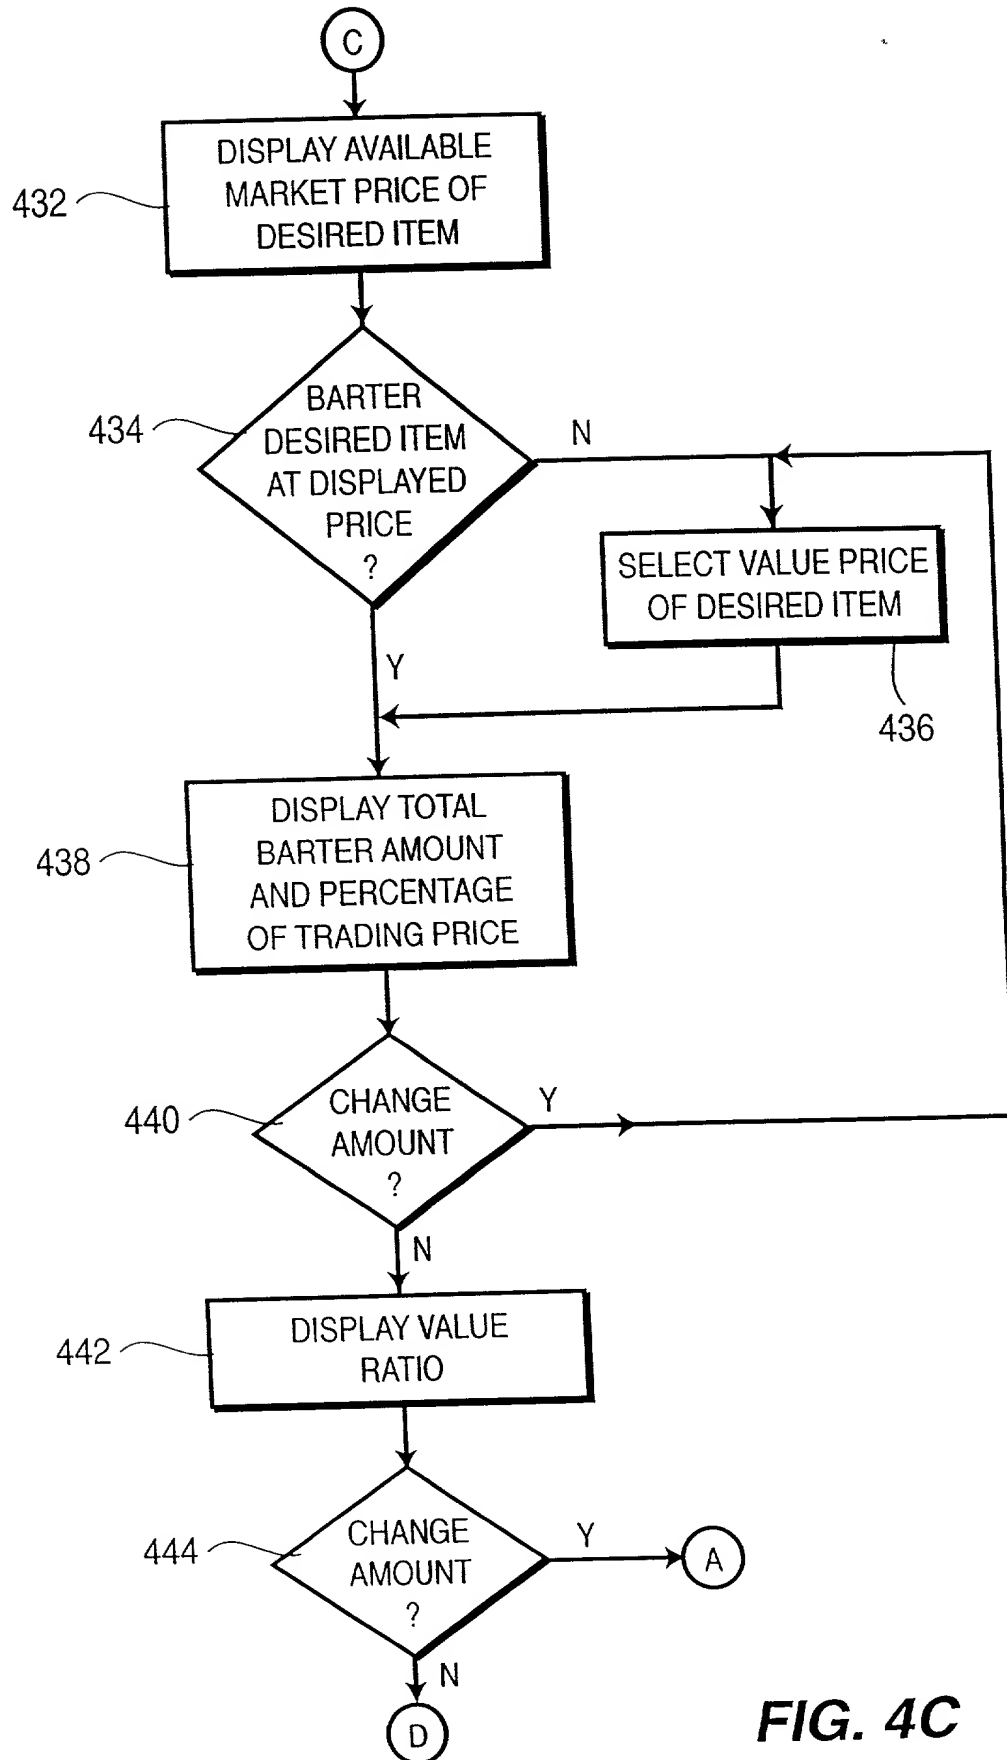 C
DISPLAY AVAILABLE
MARKET PRICE OF
DESIRED ITEM
432
BARTER
DESIRED ITEM
AT DISPLAYED
PRICE
?
434
N
SELECT VALUE PRICE
OF DESIRED ITEM
436
Y
DISPLAY TOTAL
BARTER AMOUNT
AND PERCENTAGE
OF TRADING PRICE
438
CHANGE
AMOUNT
?
440
Y
N
DISPLAY VALUE
RATIO
442
CHANGE
AMOUNT
?
444
Y
A
N
D
FIG. 4C